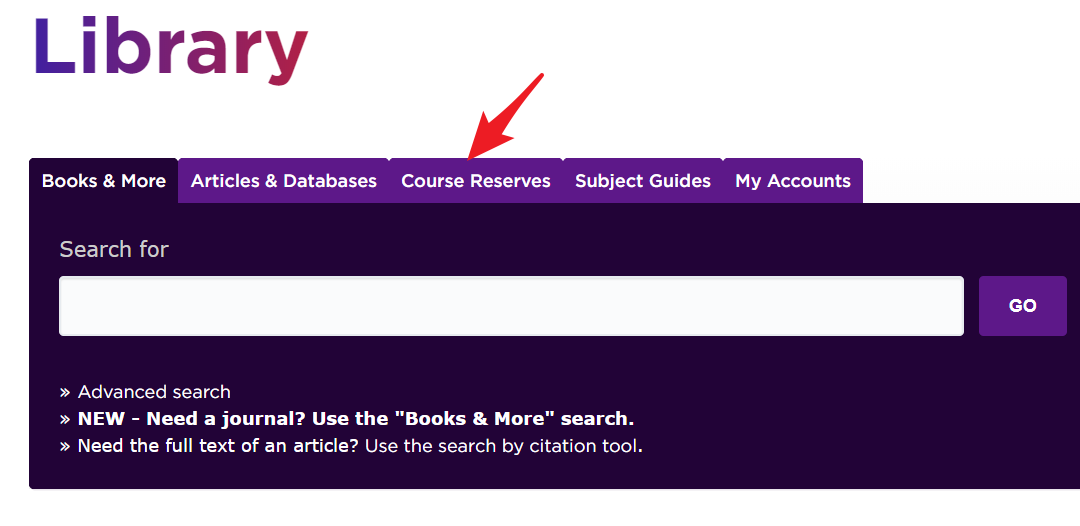 Library
Books & More Articles & Databases Course Reserves Subject Guides My Accounts
Search for
GO
» Advanced search
» NEW - Need a journal? Use the "Books & More" search.
» Need the full text of an article? Use the search by citation tool.